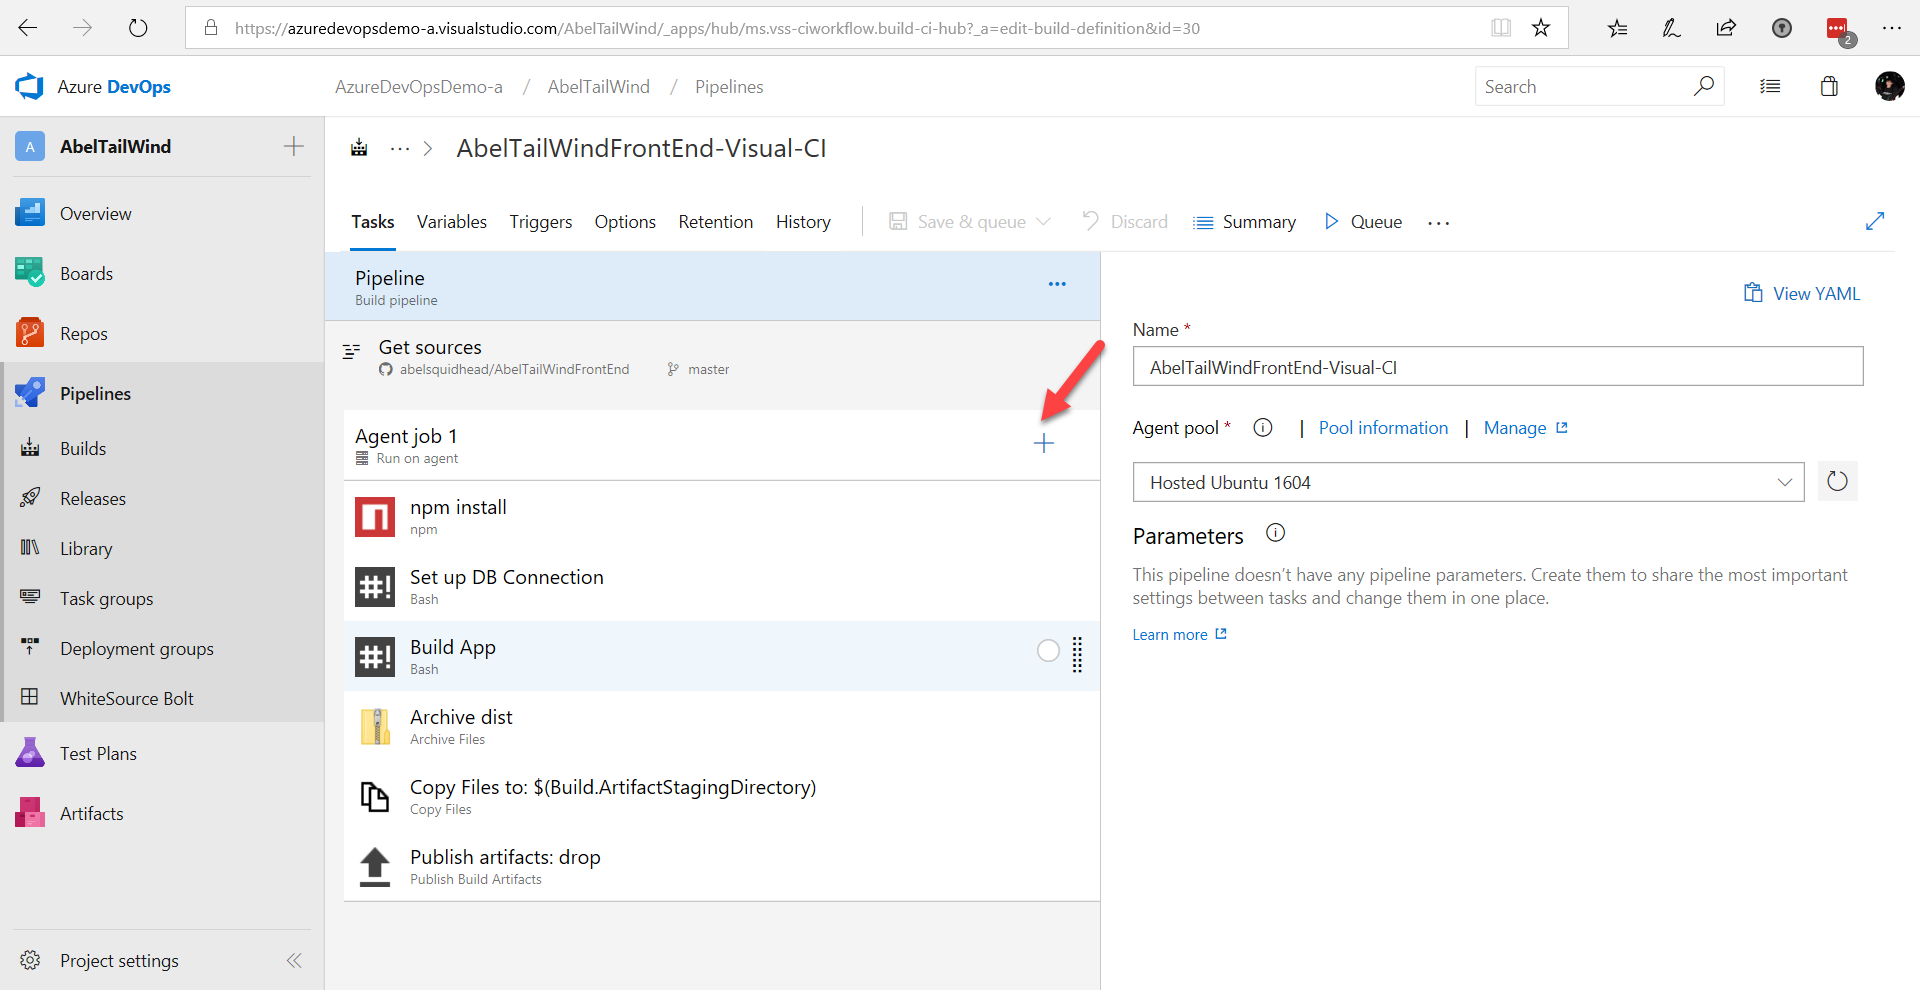 https://azuredevopsdemo-a.visualstudio.com/AbelTailWind/_apps/hub/ms.vss-ciworkflow.build-ci-hub?_a=edit-build-definition&id=30
2
Azure DevOps
AzureDevOpsDemo-a / AbelTailWind / Pipelines
Search
A AbelTailWind
Overview
Boards
Repos
Pipelines
Builds
Releases
Library
Task groups
Deployment groups
WhiteSource Bolt
Test Plans
Artifacts
Project settings
··· > AbelTailWindFrontEnd-Visual-CI
Tasks Variables Triggers Options Retention History Save & queue Discard Summary Queue ···
Pipeline
Build pipeline
Get sources
abelsquidhead/AbelTailWindFrontEnd master
Agent job 1
Run on agent
npm install
npm
#! Set up DB Connection
Bash
#! Build App
Bash
Archive dist
Archive Files
Copy Files to: $(Build.ArtifactStagingDirectory)
Copy Files
Publish artifacts: drop
Publish Build Artifacts
View YAML
Name *
AbelTailWindFrontEnd-Visual-CI
Agent pool * | Pool information | Manage
Hosted Ubuntu 1604
Parameters
This pipeline doesn't have any pipeline parameters. Create them to share the most important
settings between tasks and change them in one place.
Learn more